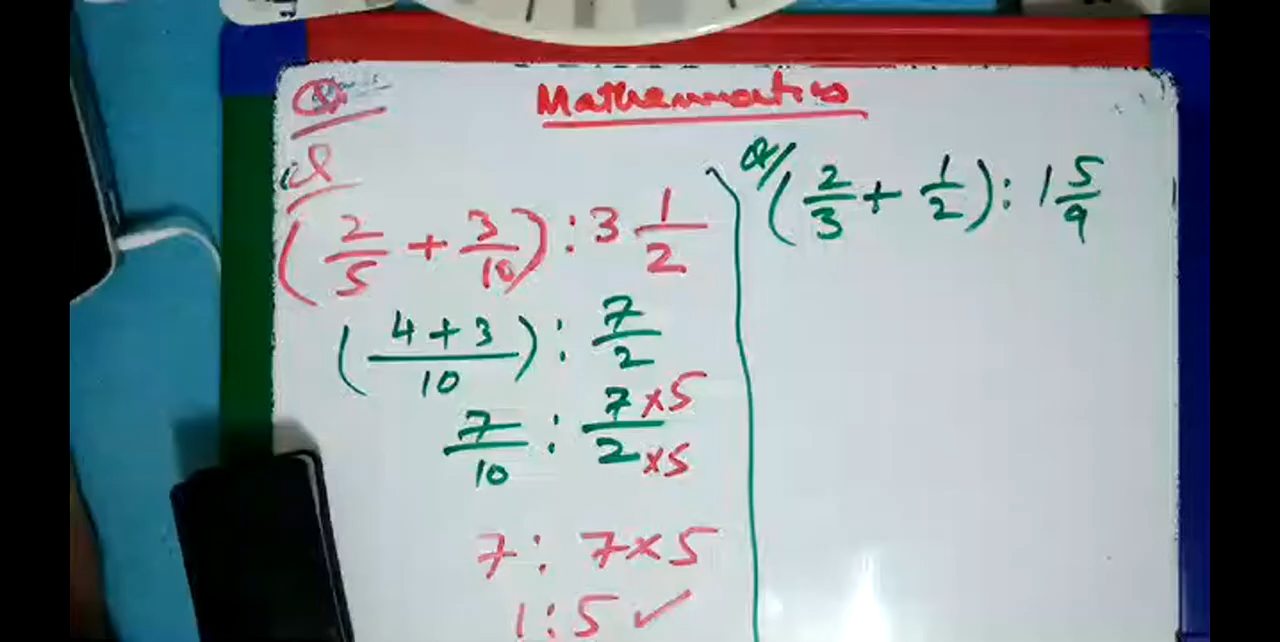 Mathematics
(2/5 + 3/10) : 3 1/2
(4 + 3)/10 : 7/2
7/10 : 7×5/2×5
7 : 7×5
1 : 5 ✓
Q/ (2/3 + 1/2) : 1 5/9